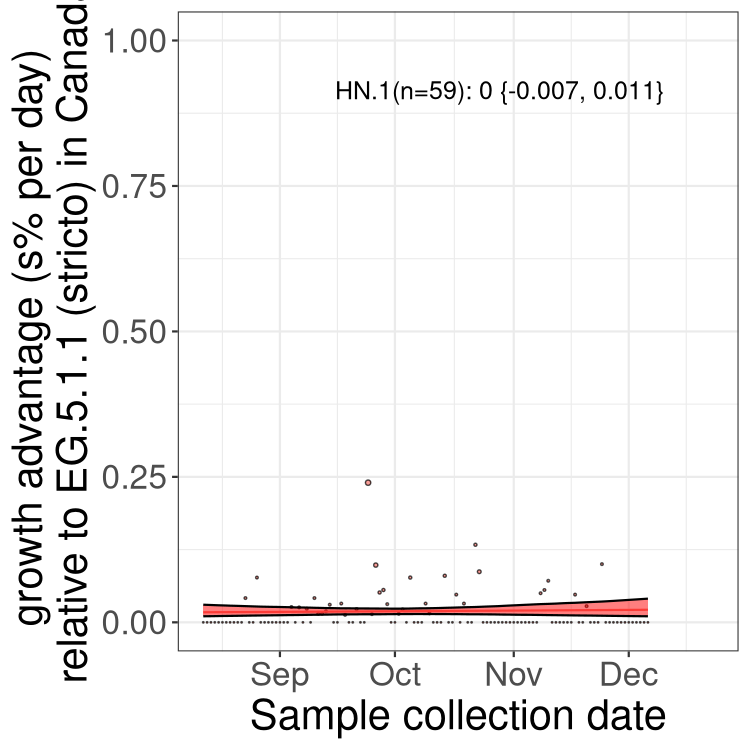 growth advantage (s% per day)
relative to EG.5.1.1 (stricto) in Canada
1.00
0.75
0.50
0.25
0.00
HN.1(n=59): 0 {-0.007, 0.011}
Sep Oct Nov Dec
Sample collection date